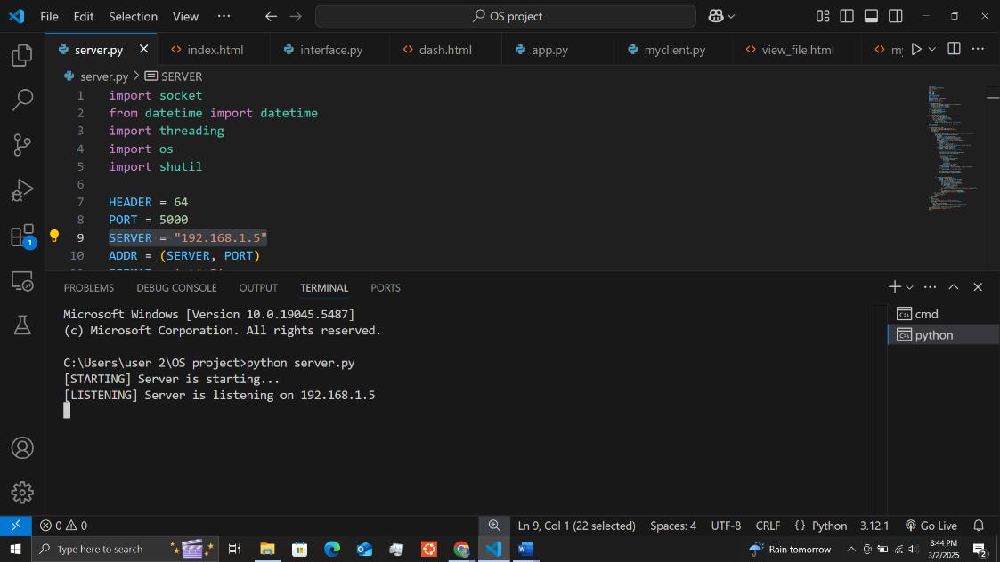 File Edit Selection View ··· OS project
server.py index.html interface.py dash.html app.py myclient.py view_file.html my
server.py > SERVER
1 import socket
2 from datetime import datetime
3 import threading
4 import os
5 import shutil
6
7 HEADER = 64
8 PORT = 5000
9 SERVER = "192.168.1.5"
10 ADDR = (SERVER, PORT)
PROBLEMS DEBUG CONSOLE OUTPUT TERMINAL PORTS
Microsoft Windows [Version 10.0.19045.5487]
(c) Microsoft Corporation. All rights reserved.
C:\Users\user 2\OS project>python server.py
[STARTING] Server is starting...
[LISTENING] Server is listening on 192.168.1.5
cmd
python
1
0 0 Ln 9, Col 1 (22 selected) Spaces: 4 UTF-8 CRLF {} Python 3.12.1 Go Live
Type here to search Rain tomorrow 8:44 PM
3/2/2025
2